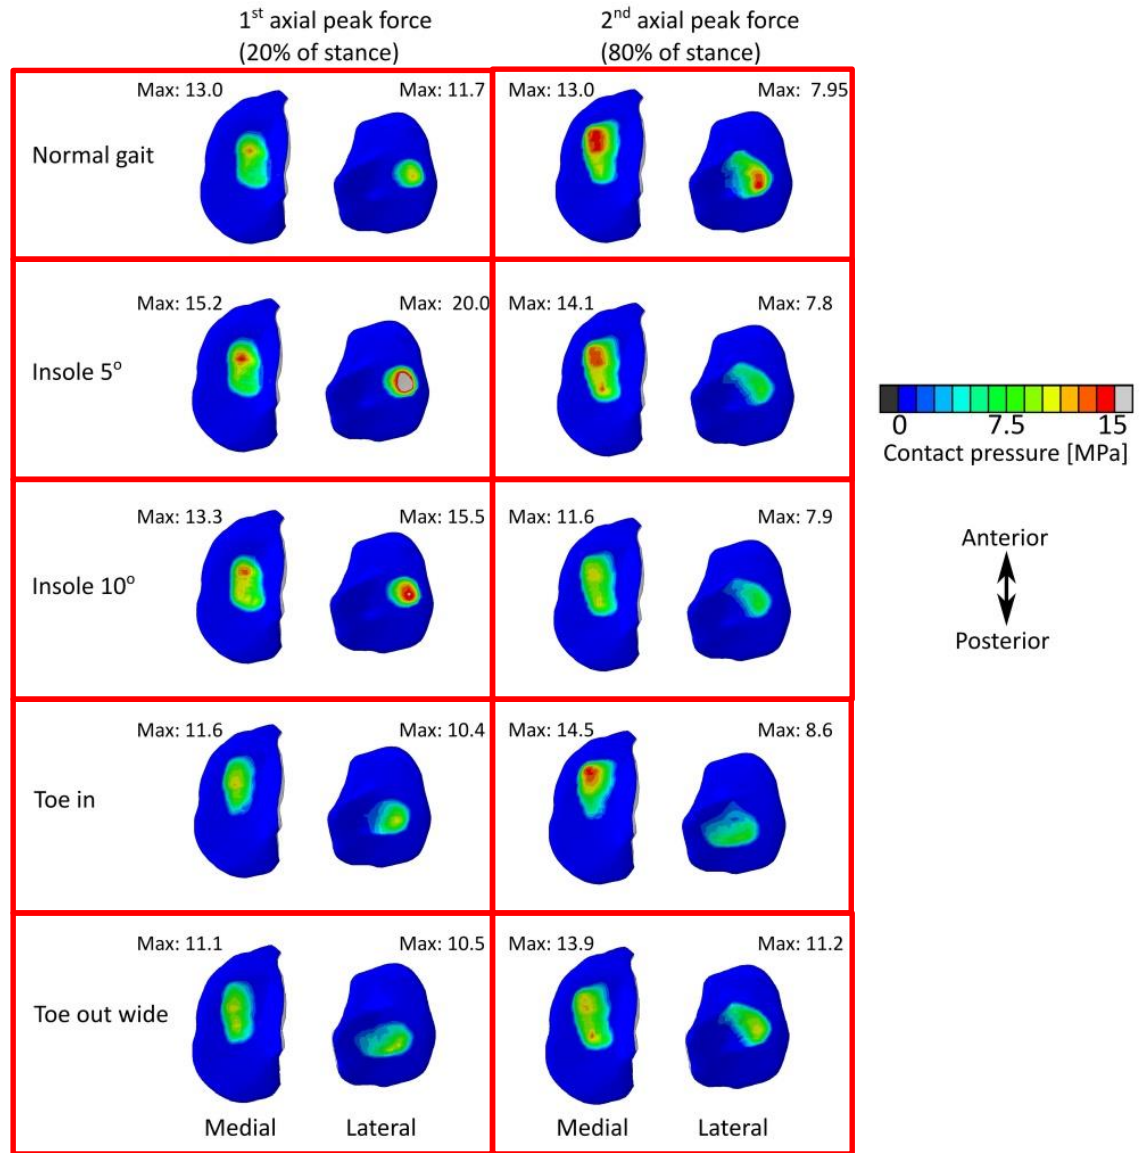 1st axial peak force
(20% of stance)
2nd axial peak force
(80% of stance)
Normal gait
Max: 13.0
Max: 11.7
Max: 13.0
Max: 7.95
Insole 5o
Max: 15.2
Max: 20.0
Max: 14.1
Max: 7.8
Insole 10o
Max: 13.3
Max: 15.5
Max: 11.6
Max: 7.9
Toe in
Max: 11.6
Max: 10.4
Max: 14.5
Max: 8.6
Toe out wide
Max: 11.1
Max: 10.5
Max: 13.9
Max: 11.2
Medial
Lateral
Medial
Lateral
0 7.5 15
Contact pressure [MPa]
Anterior
Posterior